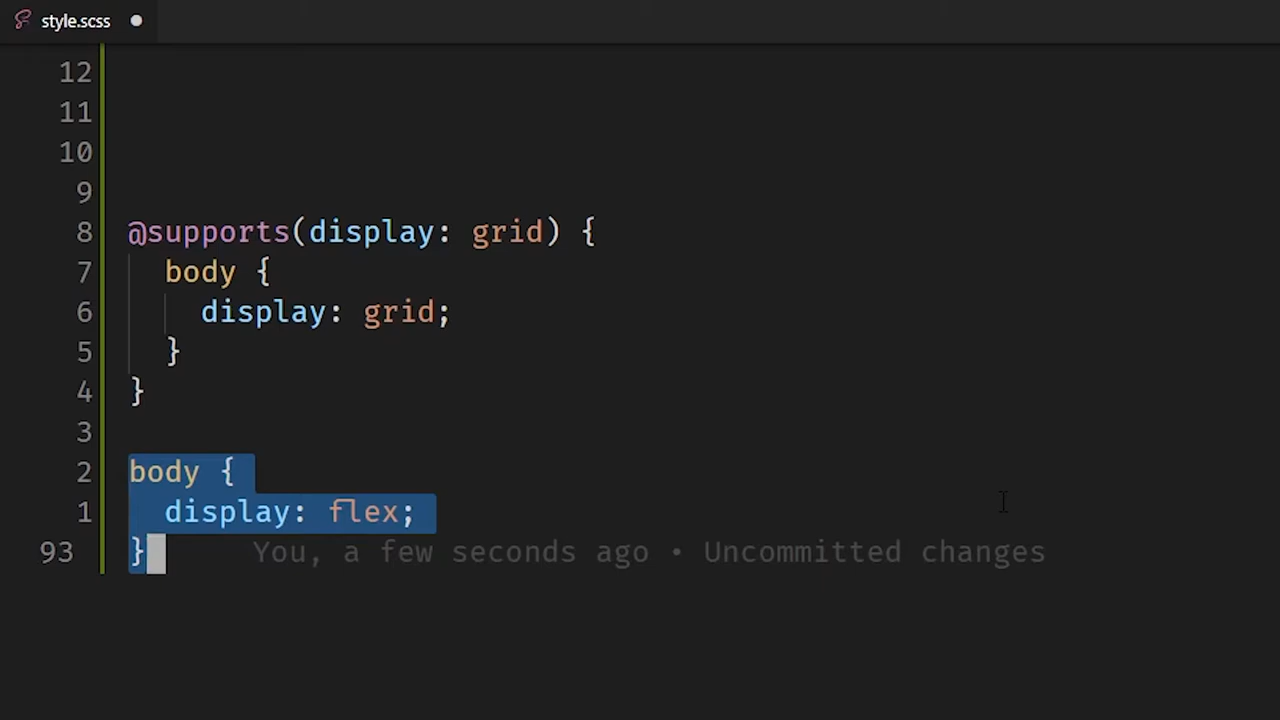 style.scss
12
11
10
9
8 @supports(display: grid) {
7 body {
6 display: grid;
5 }
4 }
3
2 body {
1 display: flex;
93 } You, a few seconds ago • Uncommitted changes